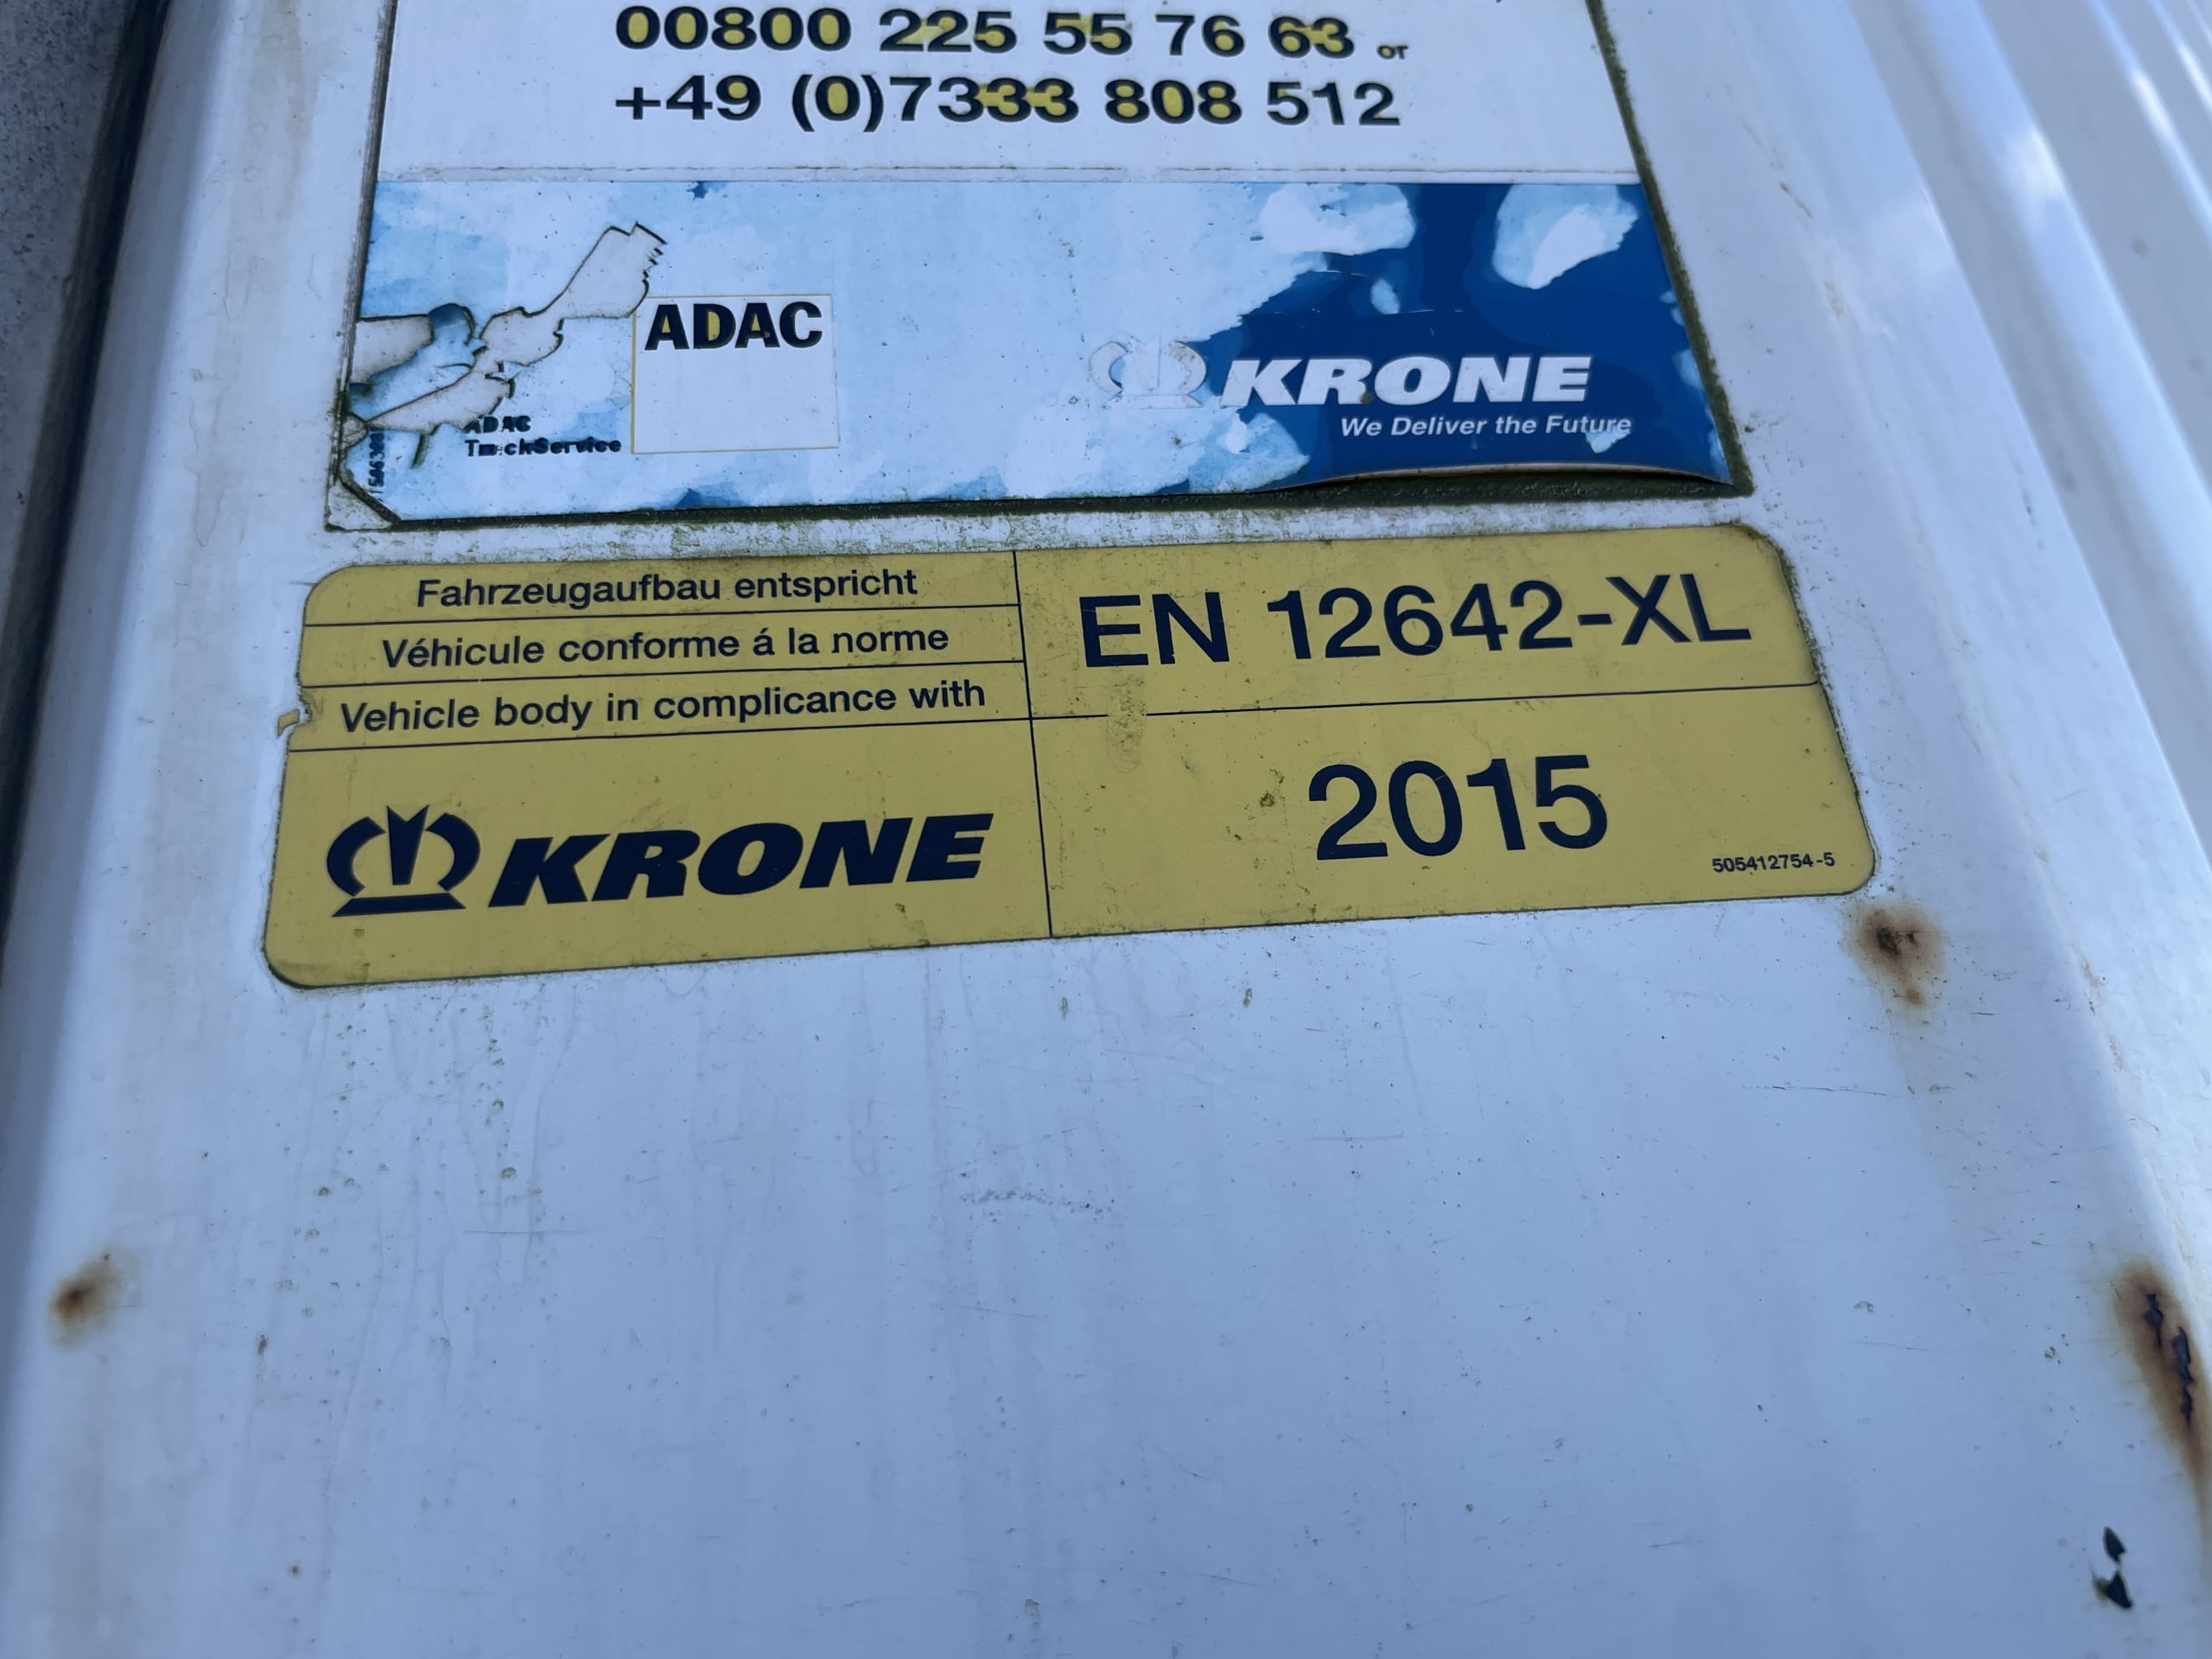 00800 225 55 76 63 or
+49 (0)7333 808 512
ADAC
KRONE
We Deliver the Future
ADAC
TruckService
Fahrzeugaufbau entspricht
Véhicule conforme á la norme
Vehicle body in complicance with
EN 12642-XL
KRONE
2015
505412754-5